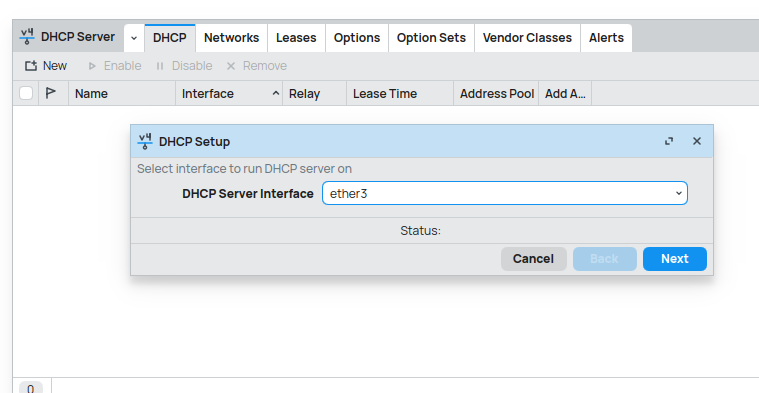 v4 DHCP Server DHCP Networks Leases Options Option Sets Vendor Classes Alerts
New Enable Disable Remove
Name Interface Relay Lease Time Address Pool Add A...
v4 DHCP Setup
Select interface to run DHCP server on
DHCP Server Interface ether3
Status:
Cancel Back Next
0